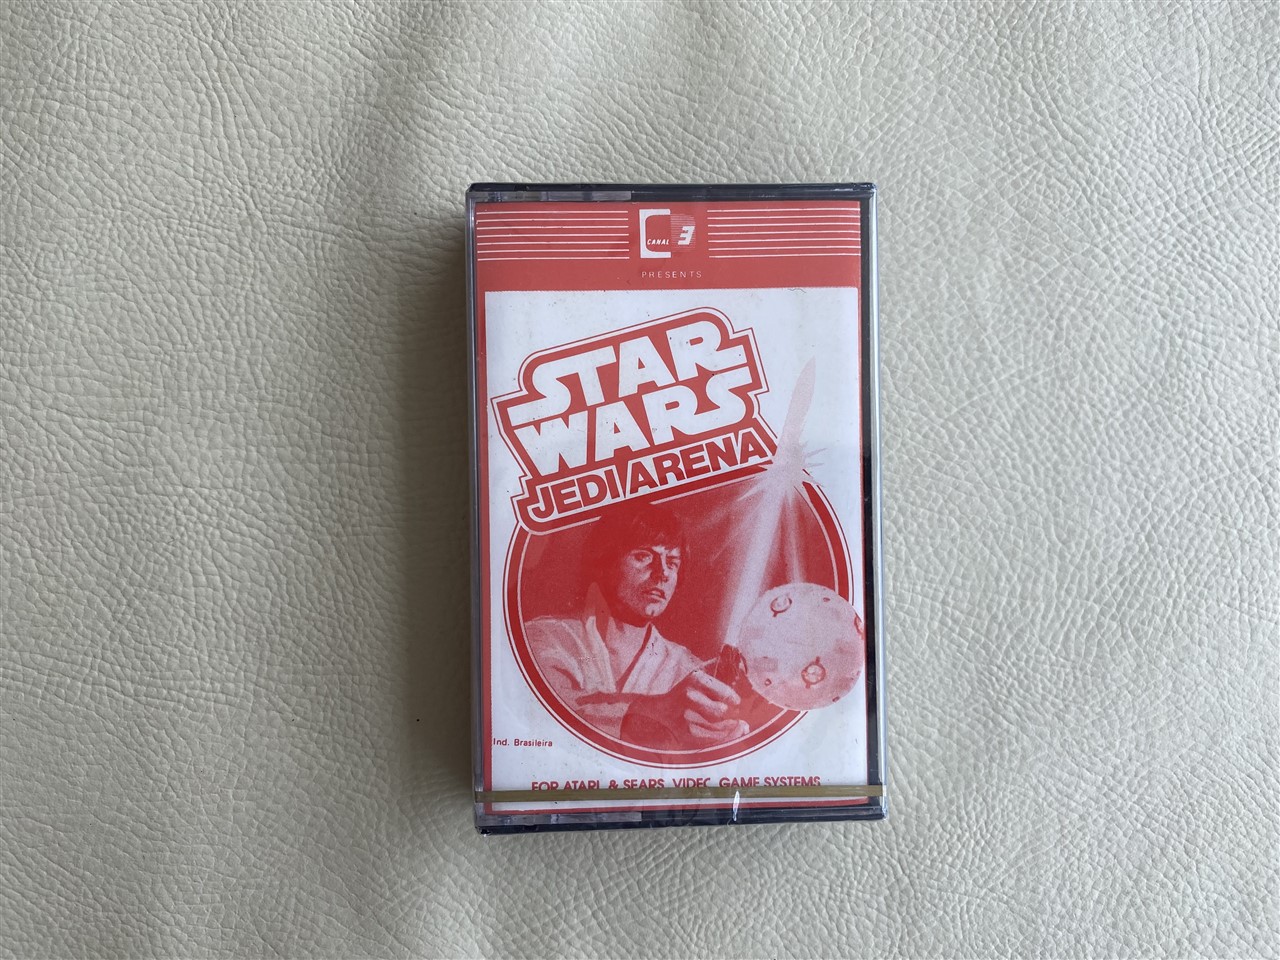 CANAL 3
PRESENTS
STAR
WARS
JEDI ARENA
Ind. Brasileira
FOR ATARI & SEARS VIDEO GAME SYSTEMS